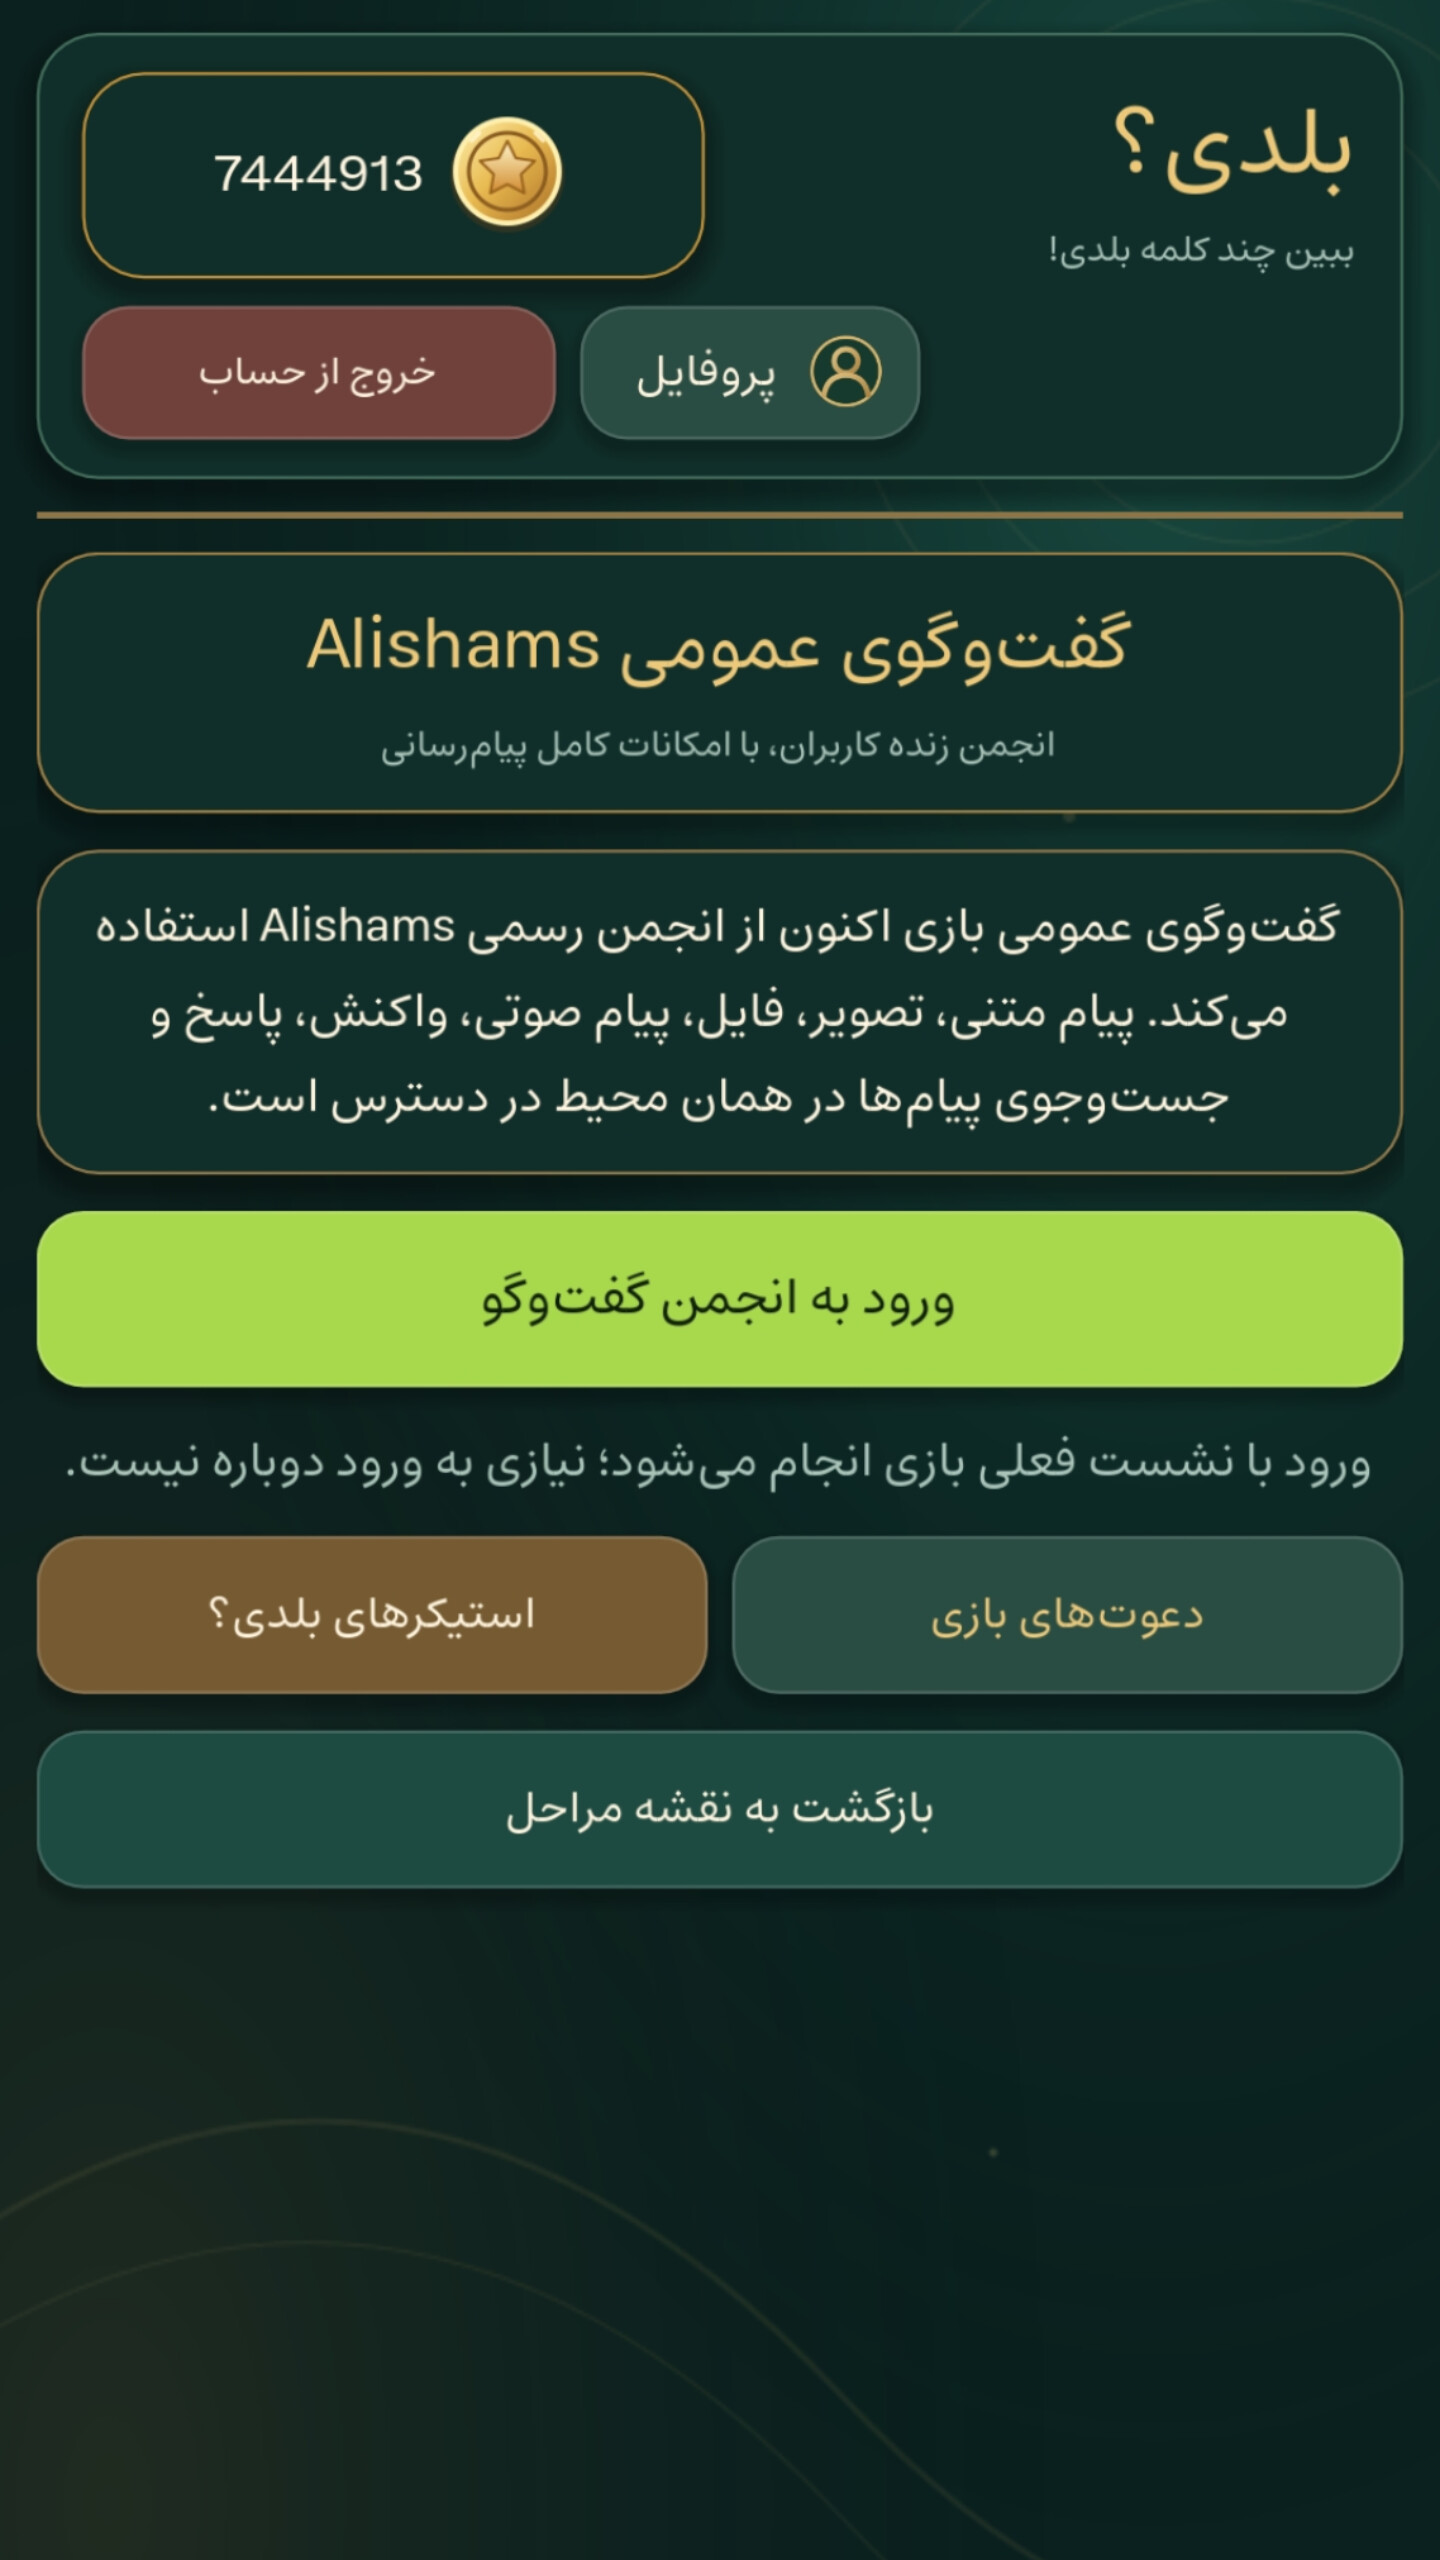 بلدی؟
ببین چند کلمه بلدی!
7444913
پروفایل
خروج از حساب
گفت‌وگوی عمومی Alishams
انجمن زنده کاربران، با امکانات کامل پیام‌رسانی
گفت‌وگوی عمومی بازی اکنون از انجمن رسمی Alishams استفاده
می‌کند. پیام متنی، تصویر، فایل، پیام صوتی، واکنش، پاسخ و
جست‌وجوی پیام‌ها در همان محیط در دسترس است.
ورود به انجمن گفت‌وگو
ورود با نشست فعلی بازی انجام می‌شود؛ نیازی به ورود دوباره نیست.
دعوت‌های بازی
استیکرهای بلدی؟
بازگشت به نقشه مراحل